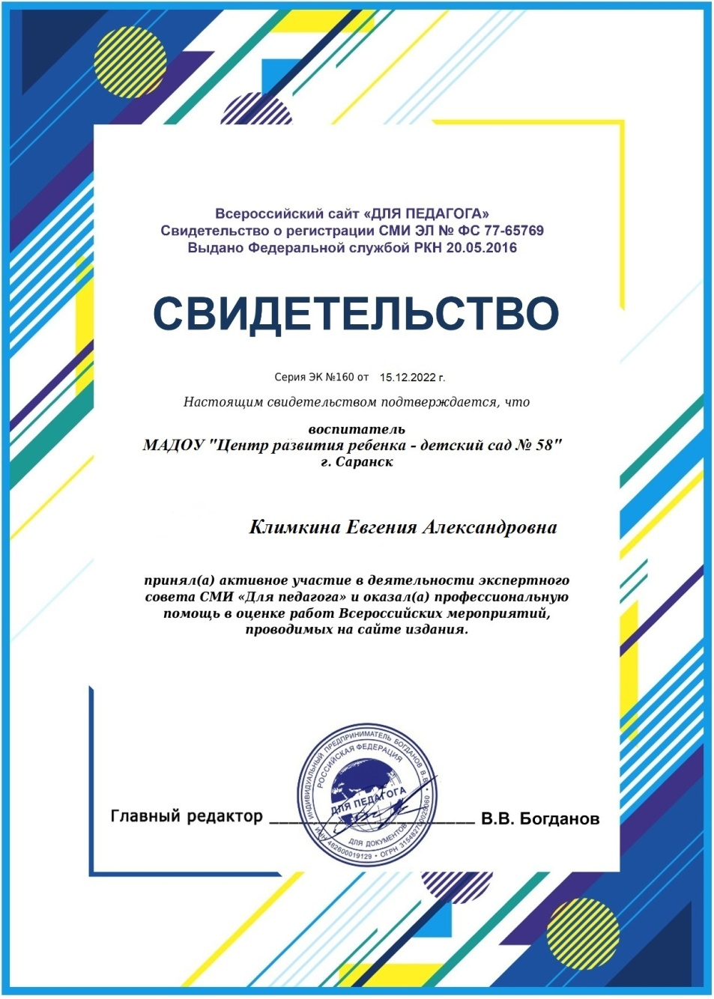 Всероссийский сайт «ДЛЯ ПЕДАГОГА»
Свидетельство о регистрации СМИ ЭЛ № ФС 77-65769
Выдано Федеральной службой РКН 20.05.2016
СВИДЕТЕЛЬСТВО
Серия ЭК №160 от 15.12.2022 г.
Настоящим свидетельством подтверждается, что
воспитатель
МАДОУ "Центр развития ребенка - детский сад № 58"
г. Саранск
Климкина Евгения Александровна
принял(а) активное участие в деятельности экспертного
совета СМИ «Для педагога» и оказал(а) профессиональную
помощь в оценке работ Всероссийских мероприятий,
проводимых на сайте издания.
ИНДИВИДУАЛЬНЫЙ ПРЕДПРИНИМАТЕЛЬ БОГДАНОВ В.В.
РОССИЙСКАЯ ФЕДЕРАЦИЯ
ДЛЯ ПЕДАГОГА
ДЛЯ ДОКУМЕНТОВ
ИНН 462600019129 • ОГРН
Главный редактор В.В. Богданов